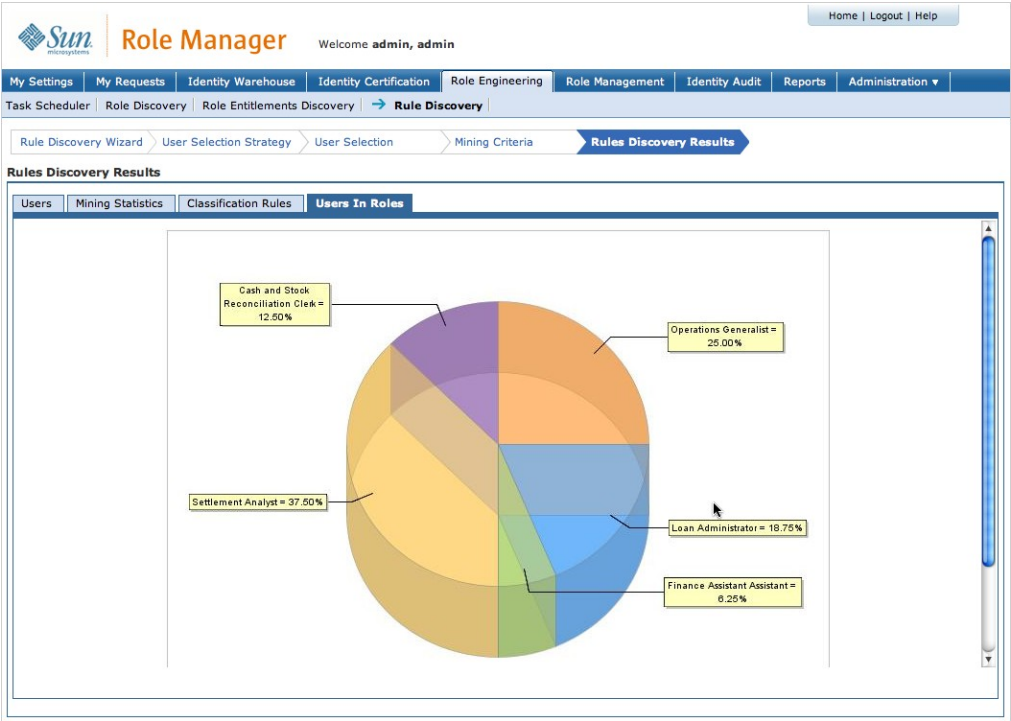 Home | Logout | Help
Sun
microsystems
Role Manager
Welcome admin, admin
My Settings My Requests Identity Warehouse Identity Certification Role Engineering Role Management Identity Audit Reports Administration ▼
Task Scheduler Role Discovery Role Entitlements Discovery → Rule Discovery
Rule Discovery Wizard User Selection Strategy User Selection Mining Criteria Rules Discovery Results
Rules Discovery Results
Users Mining Statistics Classification Rules Users In Roles
Cash and Stock
Reconciliation Clerk =
12.50%
Operations Generalist =
25.00%
Settlement Analyst = 37.50%
Loan Administrator = 18.75%
Finance Assistant Assistant =
6.25%